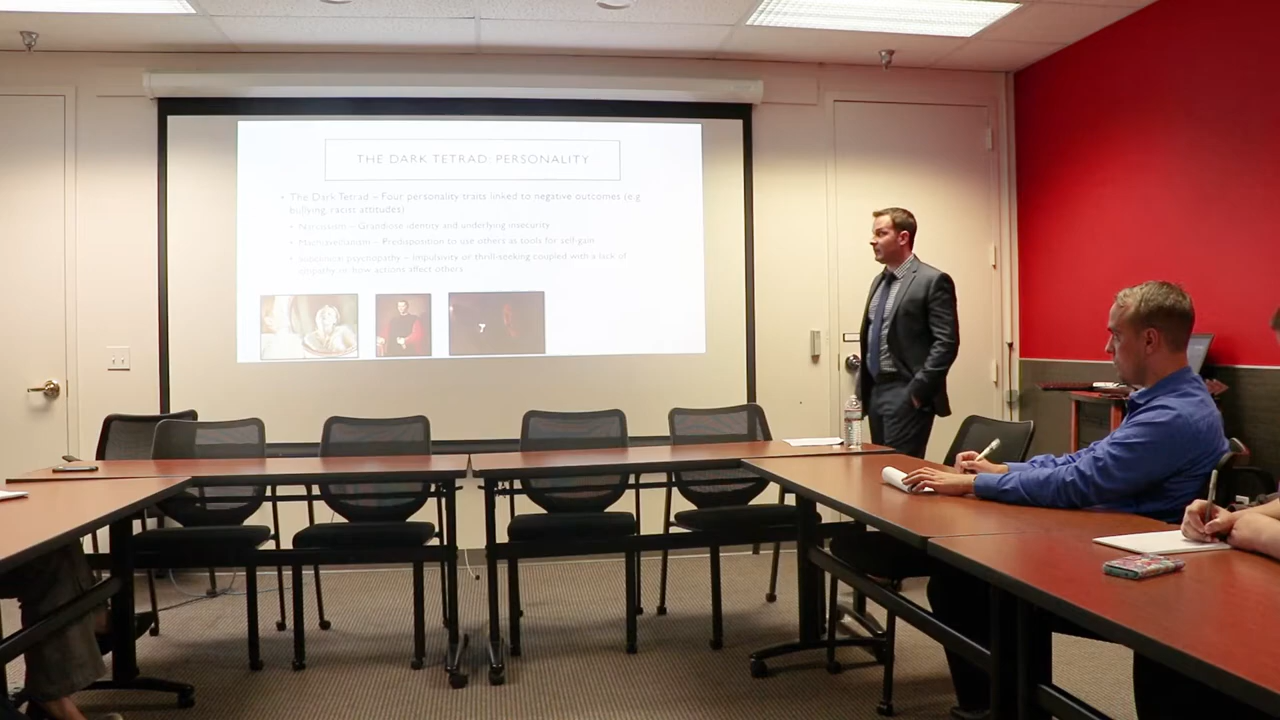 THE DARK TETRAD: PERSONALITY
• The Dark Tetrad – Four personality traits linked to negative outcomes (e.g.
bullying, racist attitudes)
• Narcissism – Grandiose identity and underlying insecurity
• Machiavellianism – Predisposition to use others as tools for self-gain
• Subclinical psychopathy – Impulsivity or thrill-seeking coupled with a lack of
empathy in how actions affect others